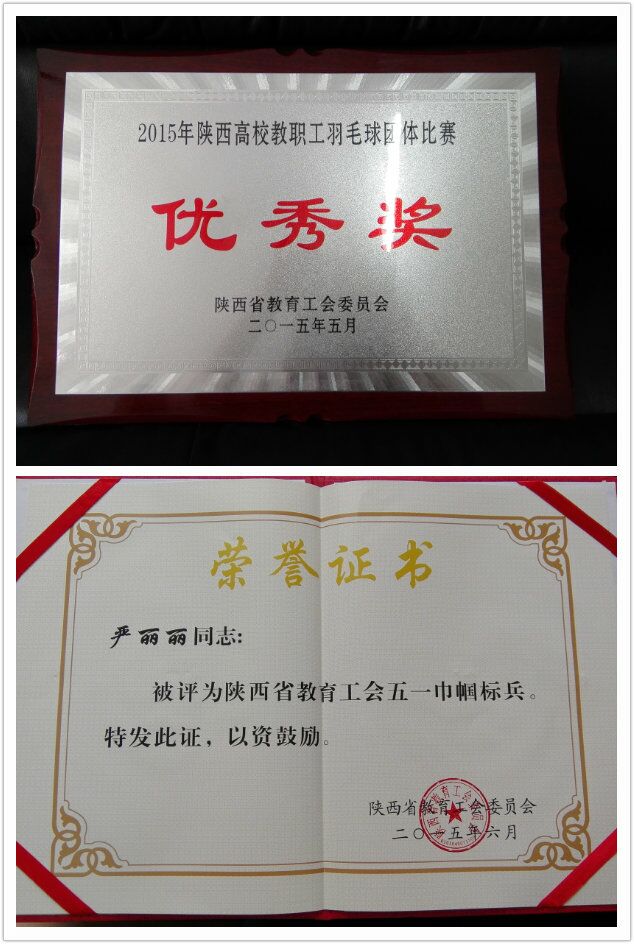 2015年陕西高校教职工羽毛球团体比赛
优秀奖
陕西省教育工会委员会
二〇一五年五月
荣誉证书
严丽丽同志:
被评为陕西省教育工会五一巾帼标兵。
特发此证，以资鼓励。
陕西省教育工会委员会
二〇一五年六月